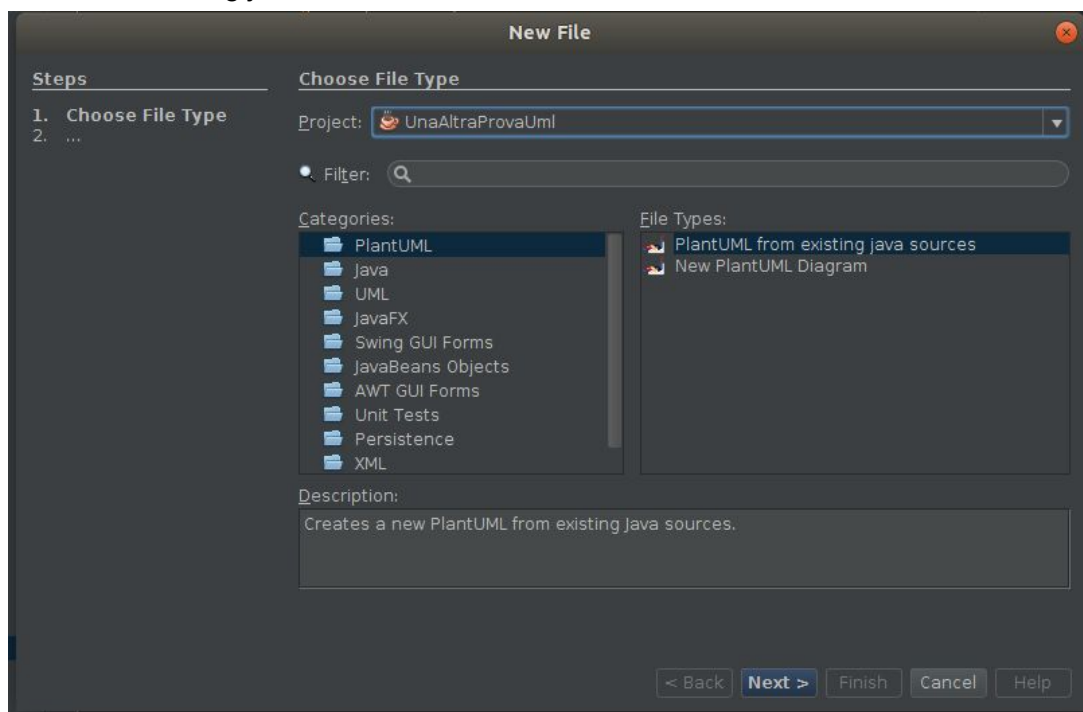 New File
Steps
1. Choose File Type
2. ...
Choose File Type
Project: UnaAltraProvaUml
Filter:
Categories:
PlantUML
Java
UML
JavaFX
Swing GUI Forms
JavaBeans Objects
AWT GUI Forms
Unit Tests
Persistence
XML
File Types:
PlantUML from existing java sources
New PlantUML Diagram
Description:
Creates a new PlantUML from existing Java sources.
< Back Next > Finish Cancel Help